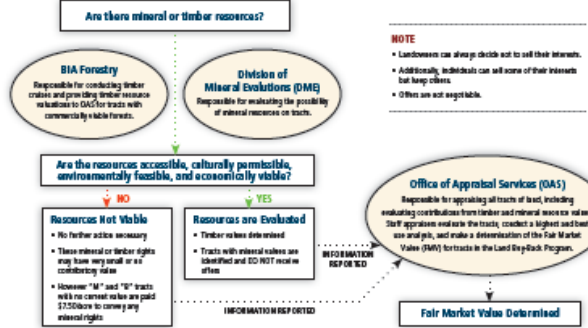 Are there mineral or timber resources?
BIA Forestry
Responsible for conducting timber
cruises and providing timber resource
valuations to OAS for tracts with
commercially viable forests.
Division of
Mineral Evalutions (DME)
Responsible for evaluating the possibility
of mineral resources on tracts.
NOTE
• Landowners can always decide not to sell their interests.
• Additionally, individuals can sell some of their interests
but keep others.
• Offers are not negotiable.
Are the resources accessible, culturally permissible,
environmentally feasible, and economically viable?
NO
YES
Resources Not Viable
• No further action necessary
• These mineral or timber rights
may have very small or no
contributory value
• However "M" and "B" tracts
with no current value are paid
$7.50/acre to convey any
mineral rights
Resources are Evaluated
• Timber values determined
• Tracts with mineral values are
identified and DO NOT receive
offers
INFORMATION
REPORTED
INFORMATION REPORTED
Office of Appraisal Services (OAS)
Responsible for appraising all tracts of land, including
evaluating contributions from timber and mineral resource values.
Staff appraisers evaluate the tracts, conduct a highest and best
use analysis, and make a determination of the Fair Market
Value (FMV) for tracts in the Land Buy-Back Program.
Fair Market Value Determined